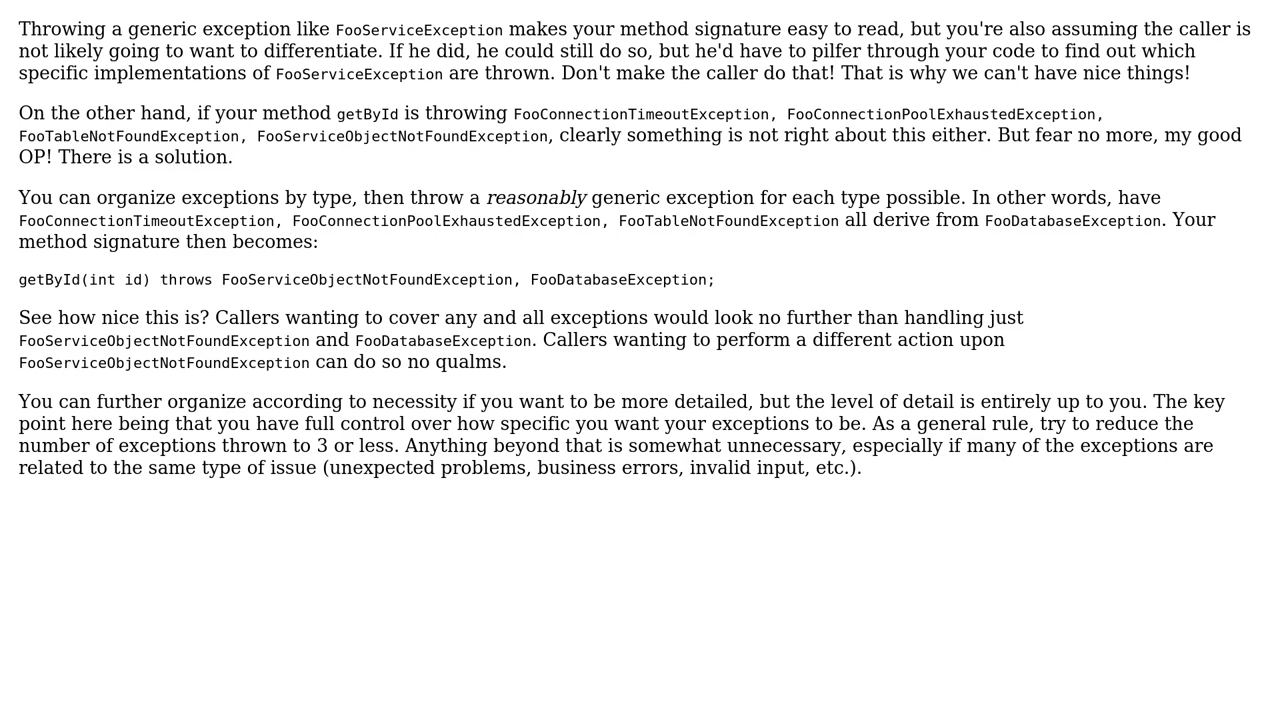 Throwing a generic exception like FooServiceException makes your method signature easy to read, but you're also assuming the caller is
not likely going to want to differentiate. If he did, he could still do so, but he'd have to pilfer through your code to find out which
specific implementations of FooServiceException are thrown. Don't make the caller do that! That is why we can't have nice things!
On the other hand, if your method getById is throwing FooConnectionTimeoutException, FooConnectionPoolExhaustedException,
FooTableNotFoundException, FooServiceObjectNotFoundException, clearly something is not right about this either. But fear no more, my good
OP! There is a solution.
You can organize exceptions by type, then throw a reasonably generic exception for each type possible. In other words, have
FooConnectionTimeoutException, FooConnectionPoolExhaustedException, FooTableNotFoundException all derive from FooDatabaseException. Your
method signature then becomes:
getById(int id) throws FooServiceObjectNotFoundException, FooDatabaseException;
See how nice this is? Callers wanting to cover any and all exceptions would look no further than handling just
FooServiceObjectNotFoundException and FooDatabaseException. Callers wanting to perform a different action upon
FooServiceObjectNotFoundException can do so no qualms.
You can further organize according to necessity if you want to be more detailed, but the level of detail is entirely up to you. The key
point here being that you have full control over how specific you want your exceptions to be. As a general rule, try to reduce the
number of exceptions thrown to 3 or less. Anything beyond that is somewhat unnecessary, especially if many of the exceptions are
related to the same type of issue (unexpected problems, business errors, invalid input, etc.).